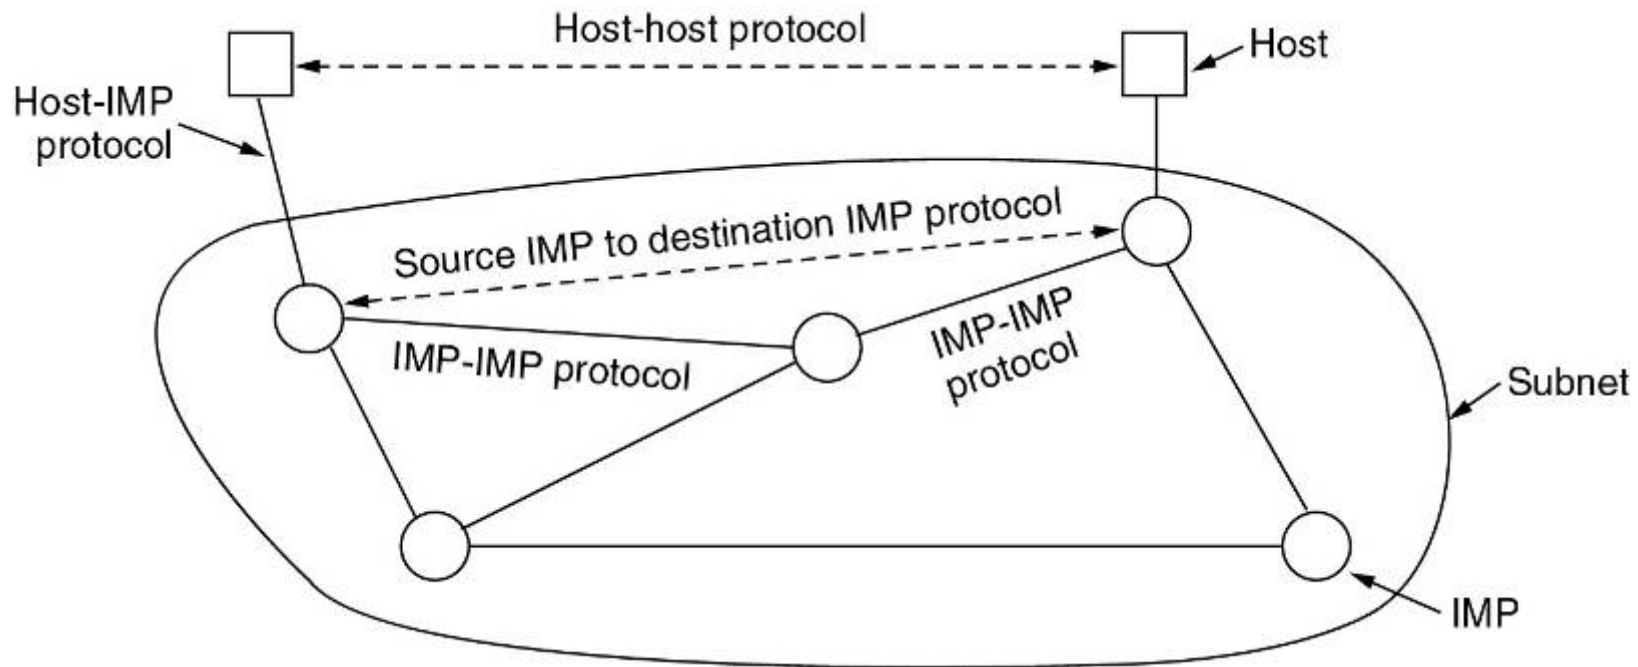 Host-host protocol
Host
Host-IMP
protocol
Source IMP to destination IMP protocol
IMP-IMP protocol
IMP-IMP
protocol
Subnet
IMP